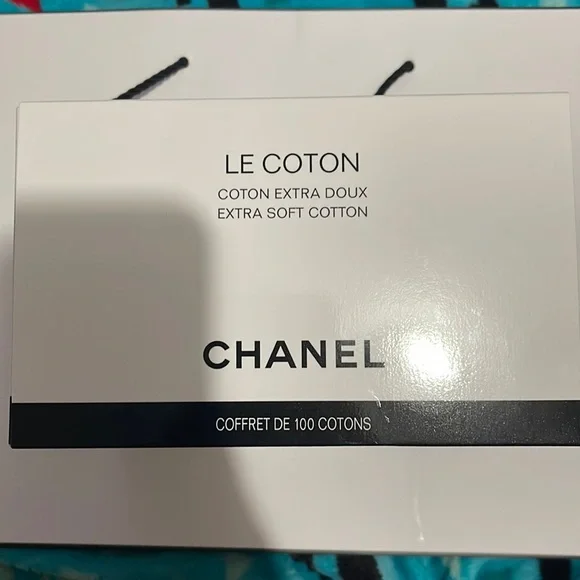 LE COTON
COTON EXTRA DOUX
EXTRA SOFT COTTON
CHANEL
COFFRET DE 100 COTONS